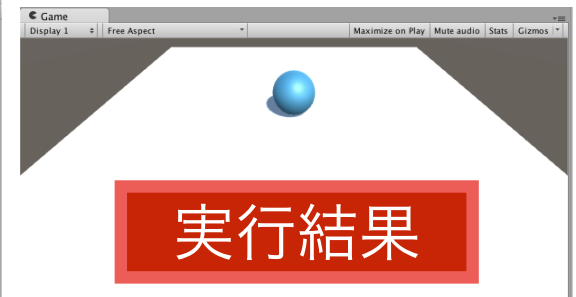 Game
Display 1 Free Aspect Maximize on Play Mute audio Stats Gizmos
実行結果